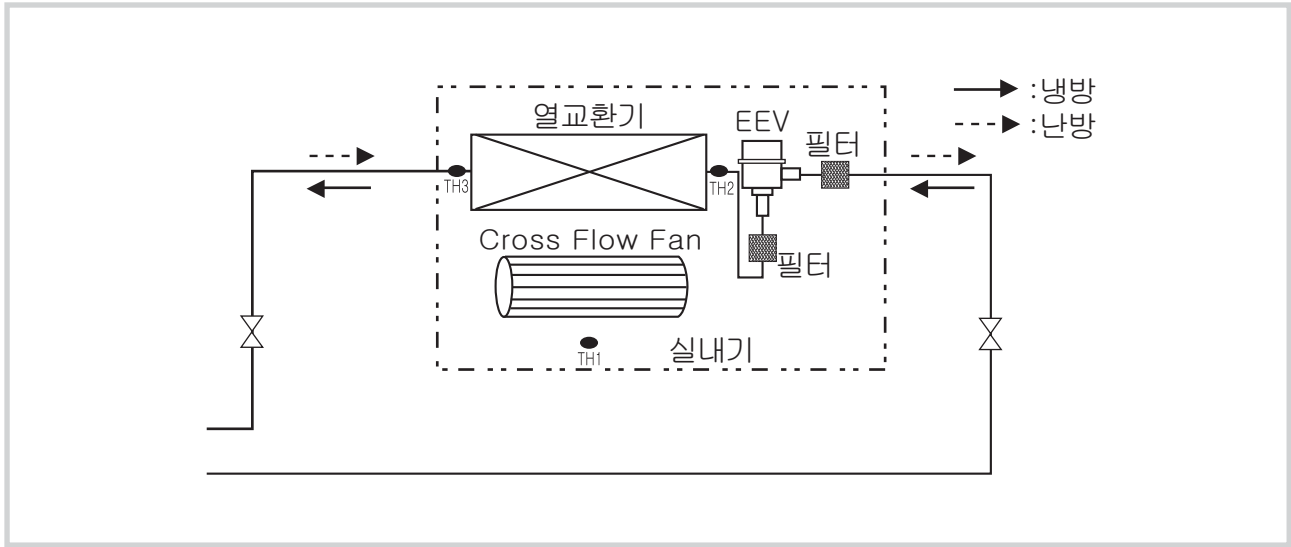 :냉방
:난방
열교환기
EEV
필터
TH3
TH2
Cross Flow Fan
필터
TH1
실내기